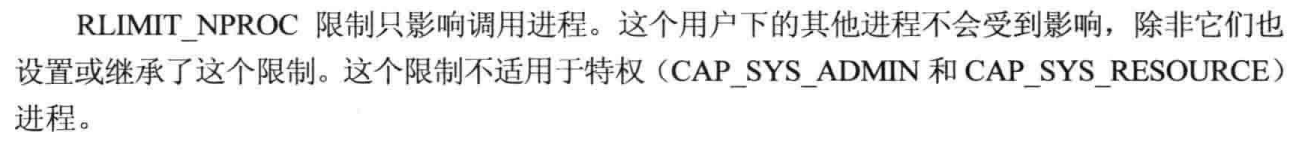 RLIMIT_NPROC 限制只影响调用进程。这个用户下的其他进程不会受到影响，除非它们也
设置或继承了这个限制。这个限制不适用于特权（CAP_SYS_ADMIN 和 CAP_SYS_RESOURCE）
进程。